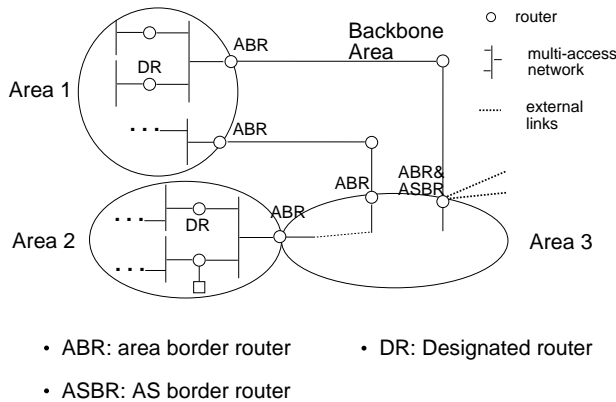 router
ABR
Backbone
Area
DR
multi-access
network
Area 1
external
links
ABR
ABR&
ASBR
ABR
ABR
DR
Area 2
Area 3
• ABR: area border router
• DR: Designated router
• ASBR: AS border router